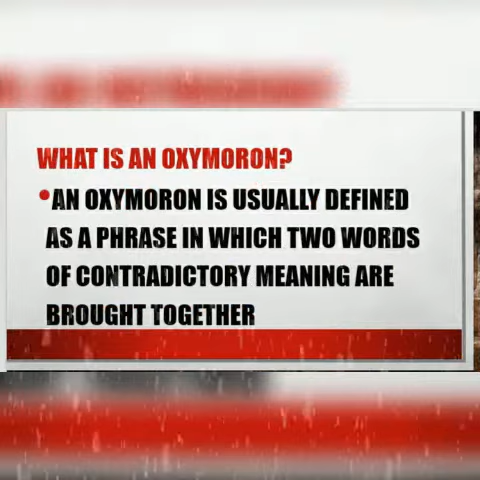 WHAT IS AN OXYMORON?
•AN OXYMORON IS USUALLY DEFINED
AS A PHRASE IN WHICH TWO WORDS
OF CONTRADICTORY MEANING ARE
BROUGHT TOGETHER